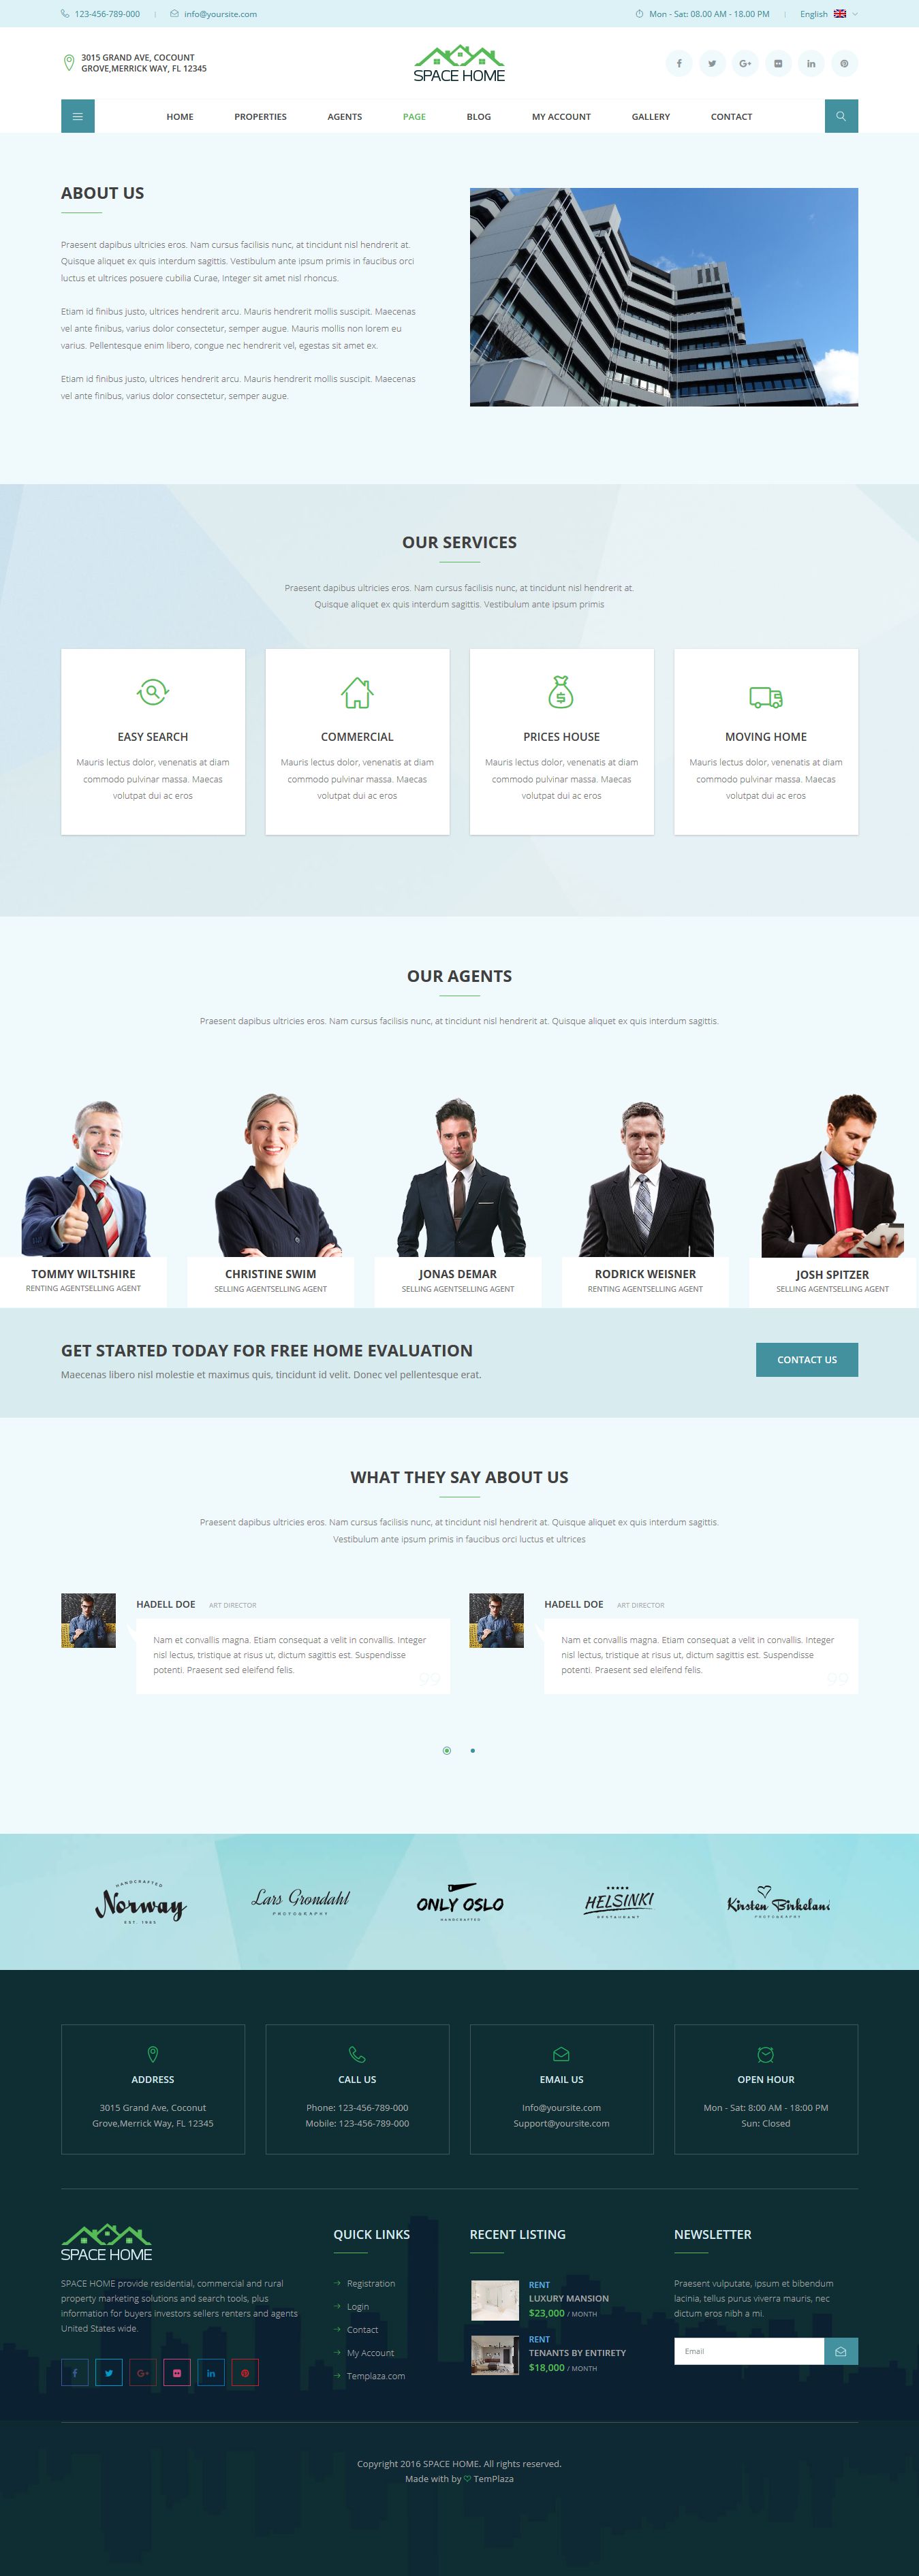 123-456-789-000 | info@yoursite.com
Mon - Sat: 08.00 AM - 18.00 PM | English
3015 GRAND AVE, COCOUNT
GROVE,MERRICK WAY, FL 12345
SPACE HOME
HOME PROPERTIES AGENTS PAGE BLOG MY ACCOUNT GALLERY CONTACT
ABOUT US
Praesent dapibus ultricies eros. Nam cursus facilisis nunc, at tincidunt nisl hendrerit at.
Quisque aliquet ex quis interdum sagittis. Vestibulum ante ipsum primis in faucibus orci
luctus et ultrices posuere cubilia Curae, Integer sit amet nisl rhoncus.
Etiam id finibus justo, ultrices hendrerit arcu. Mauris hendrerit mollis suscipit. Maecenas
vel ante finibus, varius dolor consectetur, semper augue. Mauris mollis non lorem eu
varius. Pellentesque enim libero, congue nec hendrerit vel, egestas sit amet ex.
Etiam id finibus justo, ultrices hendrerit arcu. Mauris hendrerit mollis suscipit. Maecenas
vel ante finibus, varius dolor consectetur, semper augue.
OUR SERVICES
Praesent dapibus ultricies eros. Nam cursus facilisis nunc, at tincidunt nisl hendrerit at.
Quisque aliquet ex quis interdum sagittis. Vestibulum ante ipsum primis
EASY SEARCH
Mauris lectus dolor, venenatis at diam
commodo pulvinar massa. Maecas
volutpat dui ac eros
COMMERCIAL
Mauris lectus dolor, venenatis at diam
commodo pulvinar massa. Maecas
volutpat dui ac eros
PRICES HOUSE
Mauris lectus dolor, venenatis at diam
commodo pulvinar massa. Maecas
volutpat dui ac eros
MOVING HOME
Mauris lectus dolor, venenatis at diam
commodo pulvinar massa. Maecas
volutpat dui ac eros
OUR AGENTS
Praesent dapibus ultricies eros. Nam cursus facilisis nunc, at tincidunt nisl hendrerit at. Quisque aliquet ex quis interdum sagittis.
TOMMY WILTSHIRE
RENTING AGENTSELLING AGENT
CHRISTINE SWIM
SELLING AGENTSELLING AGENT
JONAS DEMAR
SELLING AGENTSELLING AGENT
RODRICK WEISNER
RENTING AGENTSELLING AGENT
JOSH SPITZER
SELLING AGENTSELLING AGENT
GET STARTED TODAY FOR FREE HOME EVALUATION
Maecenas libero nisl molestie et maximus quis, tincidunt id velit. Donec vel pellentesque erat.
CONTACT US
WHAT THEY SAY ABOUT US
Praesent dapibus ultricies eros. Nam cursus facilisis nunc, at tincidunt nisl hendrerit at. Quisque aliquet ex quis interdum sagittis.
Vestibulum ante ipsum primis in faucibus orci luctus et ultrices
HADELL DOE ART DIRECTOR
Nam et convallis magna. Etiam consequat a velit in convallis. Integer
nisl lectus, tristique at risus ut, dictum sagittis est. Suspendisse
potenti. Praesent sed eleifend felis.
HADELL DOE ART DIRECTOR
Nam et convallis magna. Etiam consequat a velit in convallis. Integer
nisl lectus, tristique at risus ut, dictum sagittis est. Suspendisse
potenti. Praesent sed eleifend felis.
HANDCRAFTED
Norway
EST. 1985
Lars Grondahl
PHOTOGRAPHY
ONLY OSLO
HANDCRAFTED
HELSINKI
RESTAURANT
Kirsten Birkeland
PHOTOGRAPHY
ADDRESS
3015 Grand Ave, Coconut
Grove,Merrick Way, FL 12345
CALL US
Phone: 123-456-789-000
Mobile: 123-456-789-000
EMAIL US
Info@yoursite.com
Support@yoursite.com
OPEN HOUR
Mon - Sat: 8:00 AM - 18:00 PM
Sun: Closed
SPACE HOME
SPACE HOME provide residential, commercial and rural
property marketing solutions and search tools, plus
information for buyers investors sellers renters and agents
United States wide.
QUICK LINKS
Registration
Login
Contact
My Account
Templaza.com
RECENT LISTING
RENT
LUXURY MANSION
$23,000 / MONTH
RENT
TENANTS BY ENTIRETY
$18,000 / MONTH
NEWSLETTER
Praesent vulputate, ipsum et bibendum
lacinia, tellus purus viverra mauris, nec
dictum eros nibh a mi.
Email
Copyright 2016 SPACE HOME. All rights reserved.
Made with by ♡ TemPlaza